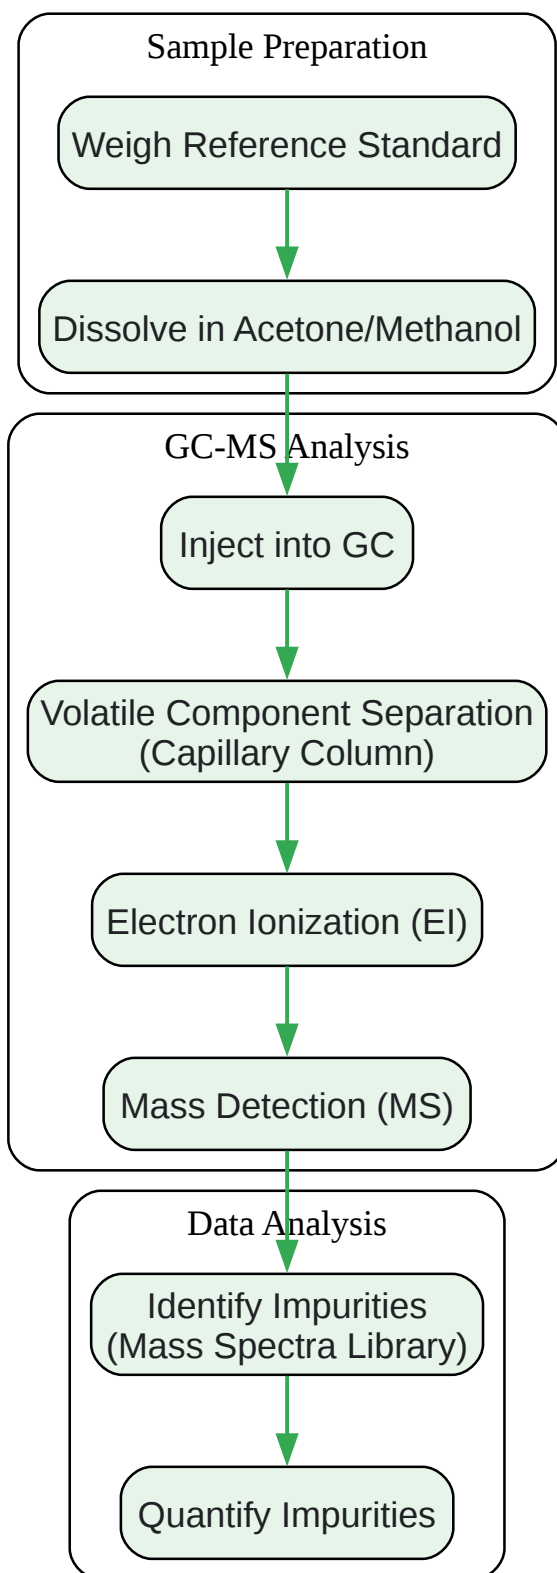 Sample Preparation
Weigh Reference Standard
Dissolve in Acetone/Methanol
GC-MS Analysis
Inject into GC
Volatile Component Separation
(Capillary Column)
Electron Ionization (EI)
Mass Detection (MS)
Data Analysis
Identify Impurities
(Mass Spectra Library)
Quantify Impurities